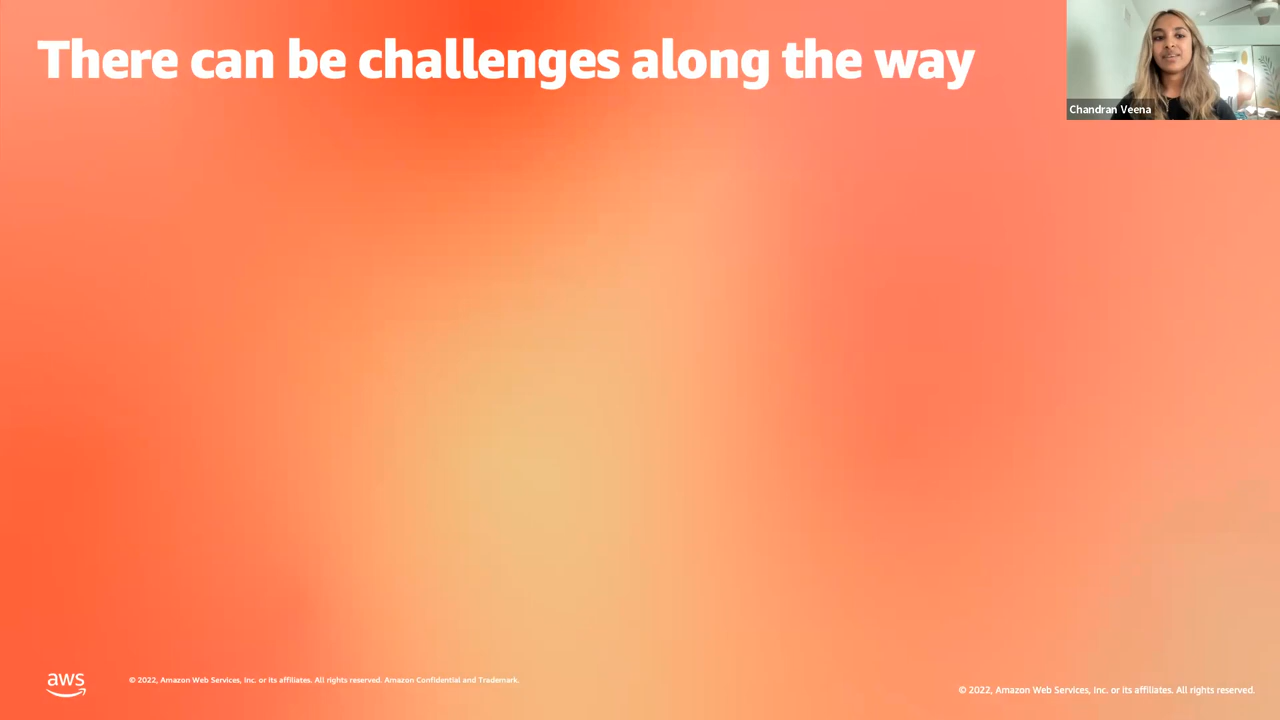 There can be challenges along the way
Chandran Veena
aws
© 2022, Amazon Web Services, Inc. or its affiliates. All rights reserved. Amazon Confidential and Trademark.
© 2022, Amazon Web Services, Inc. or its affiliates. All rights reserved.